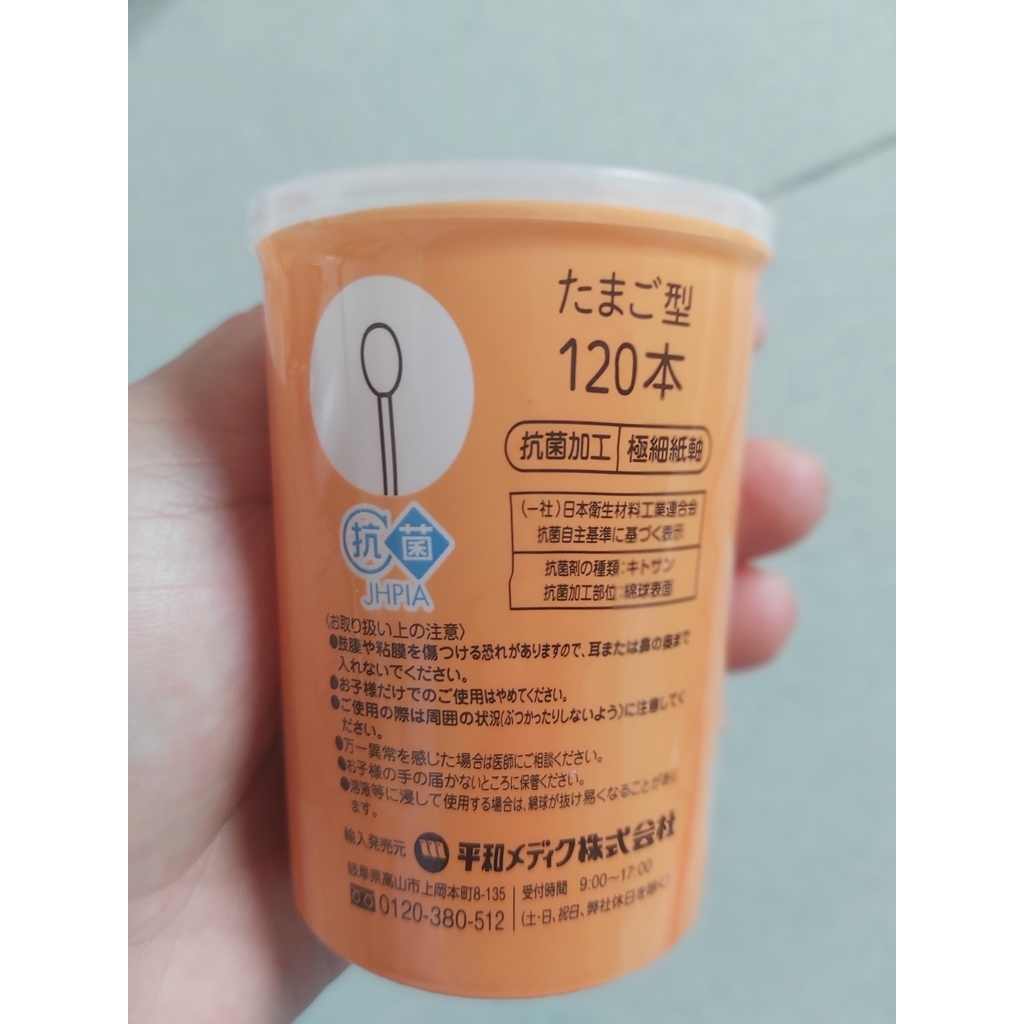 たまご型
120本
抗菌加工 極細紙軸
(一社)日本衛生材料工業連合会
抗菌自主基準に基づく表示
抗菌剤の種類:キトサン
抗菌加工部位:綿球表面
抗菌
JHPIA
〈お取り扱い上の注意〉
●鼓膜や粘膜を傷つける恐れがありますので、耳または鼻の奥まで
入れないでください。
●お子様だけでのご使用はやめてください。
●ご使用の際は周囲の状況(ぶつかったりしないよう)に注意してく
ださい。
●万一異常を感じた場合は医師にご相談ください。
●お子様の手の届かないところに保管ください。
●溶液等に浸して使用する場合は、綿球が抜け易くなることがあり
ます。
輸入発売元 平和メディク株式会社
岐阜県高山市上岡本町8-135 受付時間 9:00~17:00
0120-380-512 (土・日、祝日、弊社休日を除く)